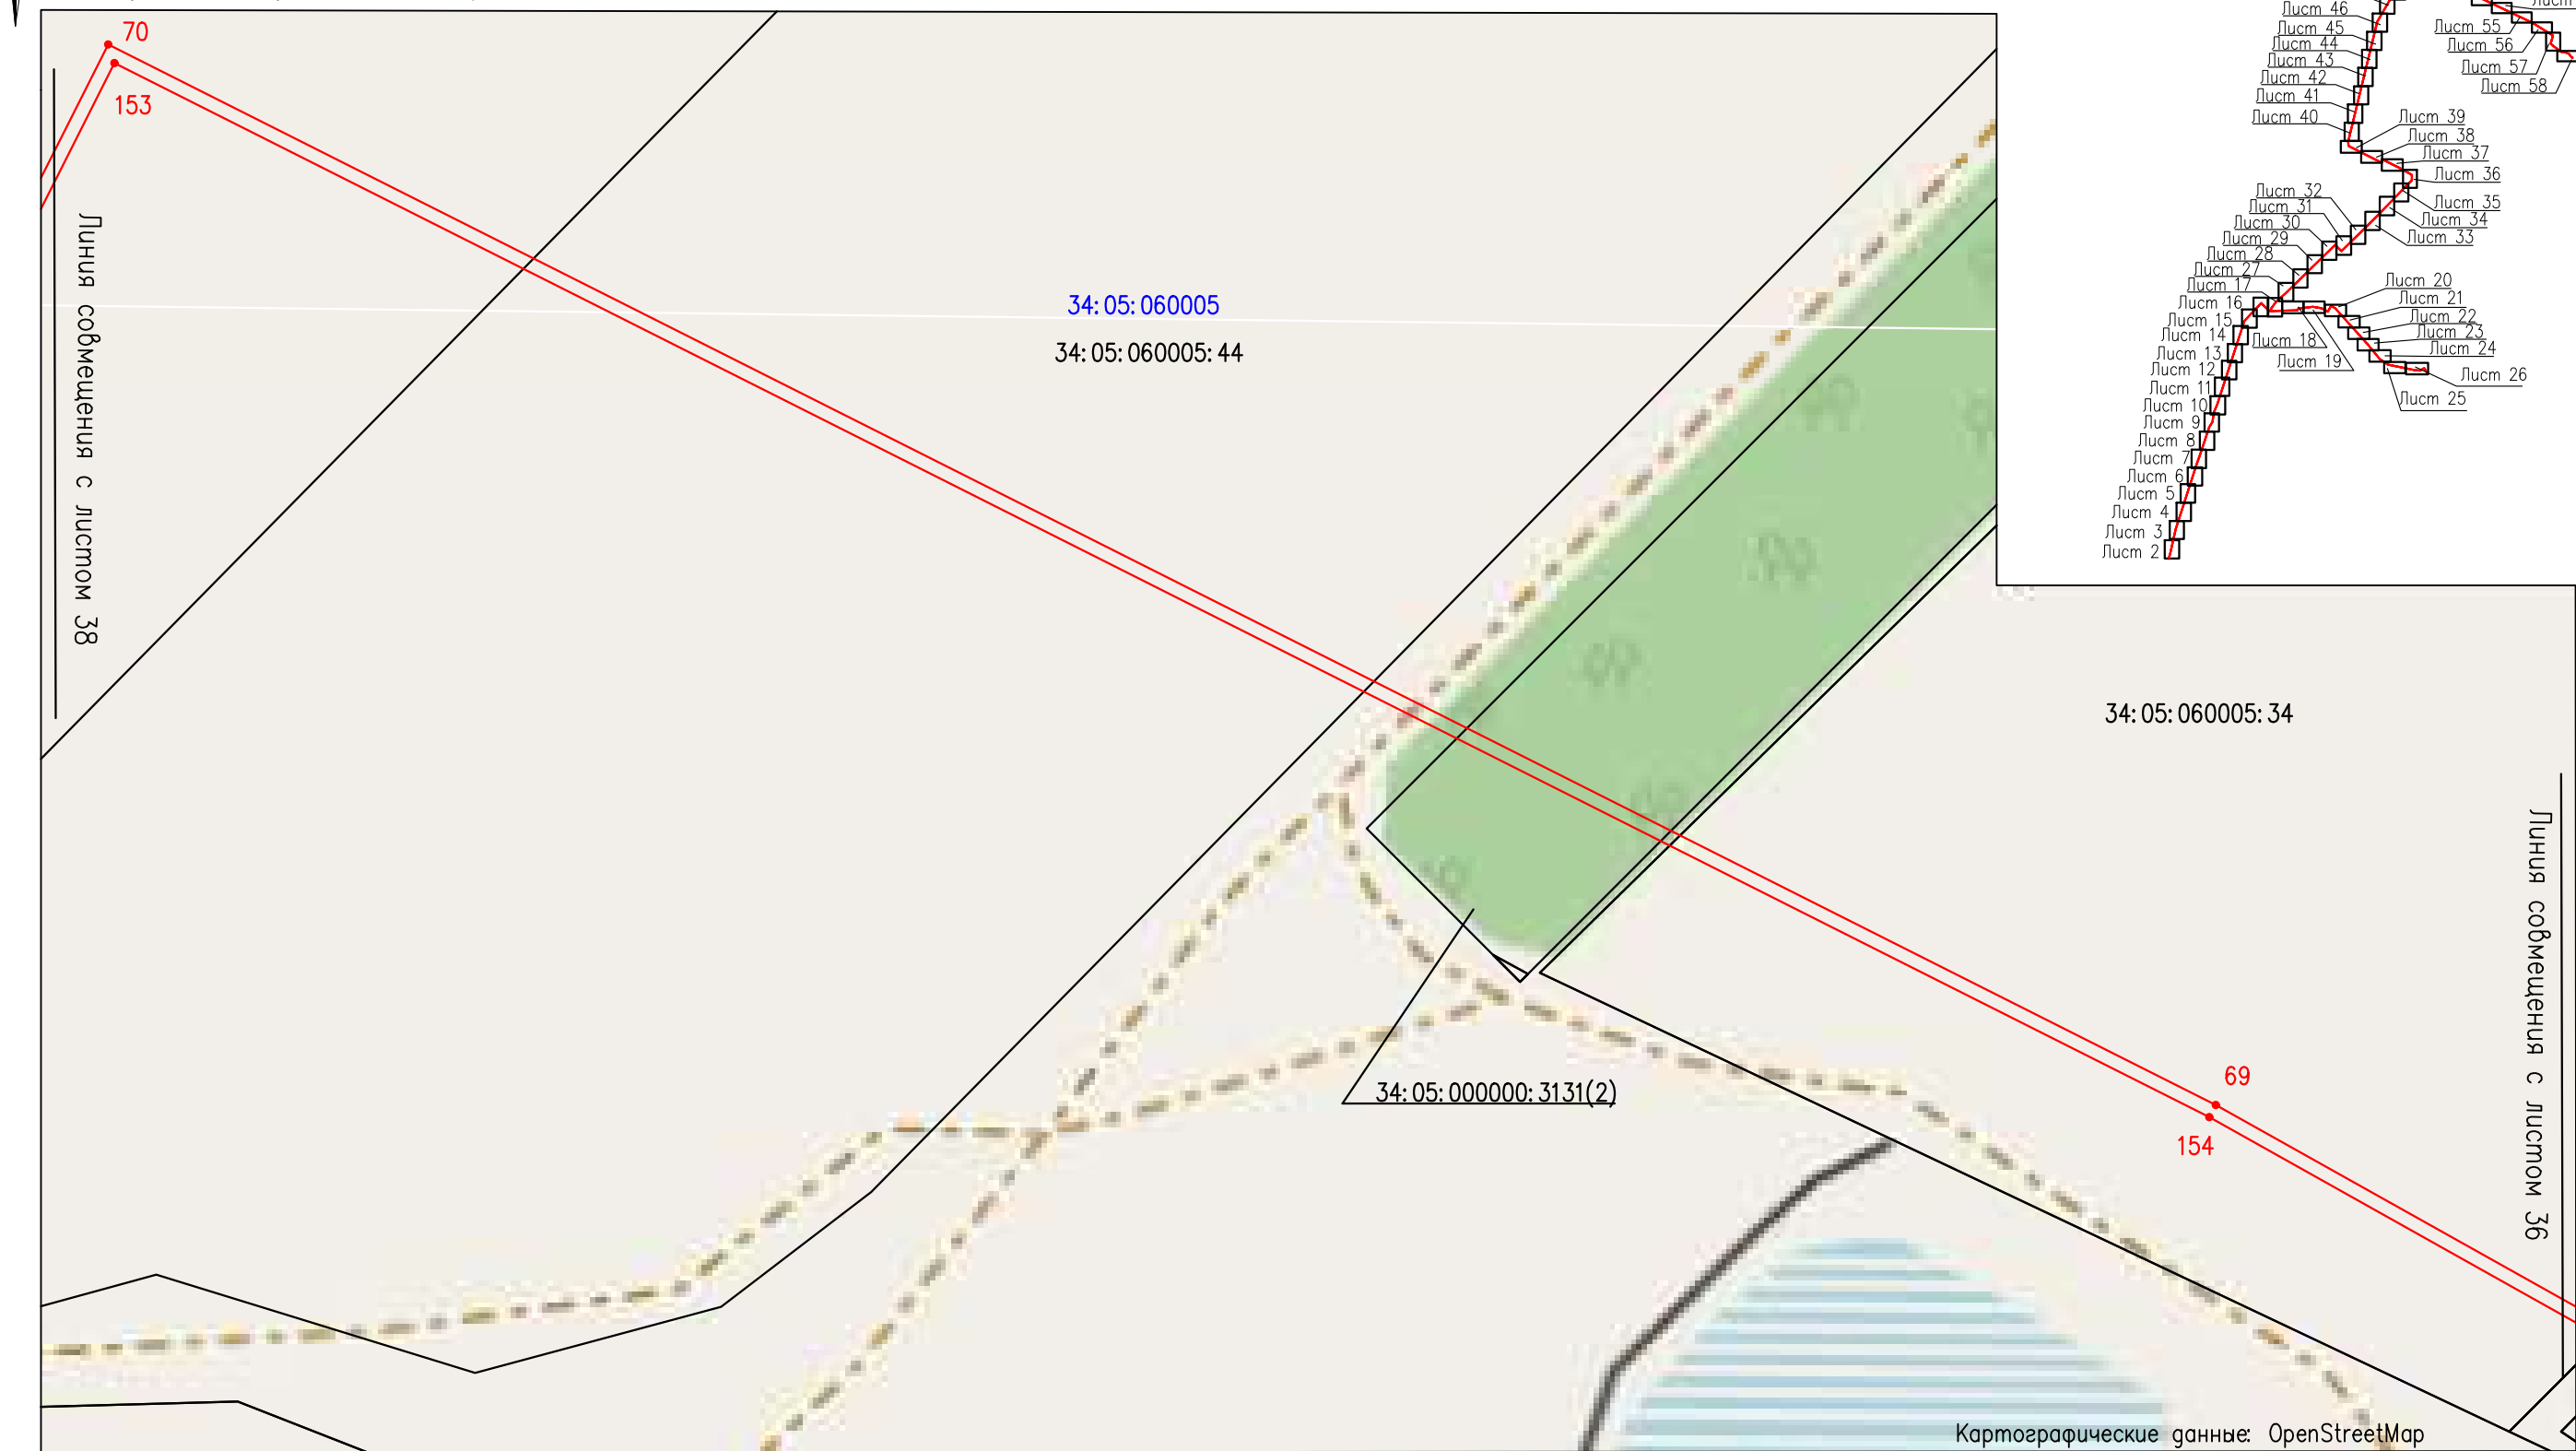 70
153
Линия совмещения с листом 38
34:05:060005
34:05:060005:44
34:05:060005:34
34:05:000000:3131(2)
69
154
Линия совмещения с листом 36
Картографические данные: OpenStreetMap
Лист 46
Лист 45
Лист 44
Лист 43
Лист 42
Лист 41
Лист 40
Лист 55
Лист 56
Лист 57
Лист 58
Лист 39
Лист 38
Лист 37
Лист 36
Лист 35
Лист 34
Лист 33
Лист 32
Лист 31
Лист 30
Лист 29
Лист 28
Лист 27
Лист 17
Лист 16
Лист 15
Лист 14
Лист 13
Лист 12
Лист 11
Лист 10
Лист 9
Лист 8
Лист 7
Лист 6
Лист 5
Лист 4
Лист 3
Лист 2
Лист 18
Лист 19
Лист 20
Лист 21
Лист 22
Лист 23
Лист 24
Лист 26
Лист 25